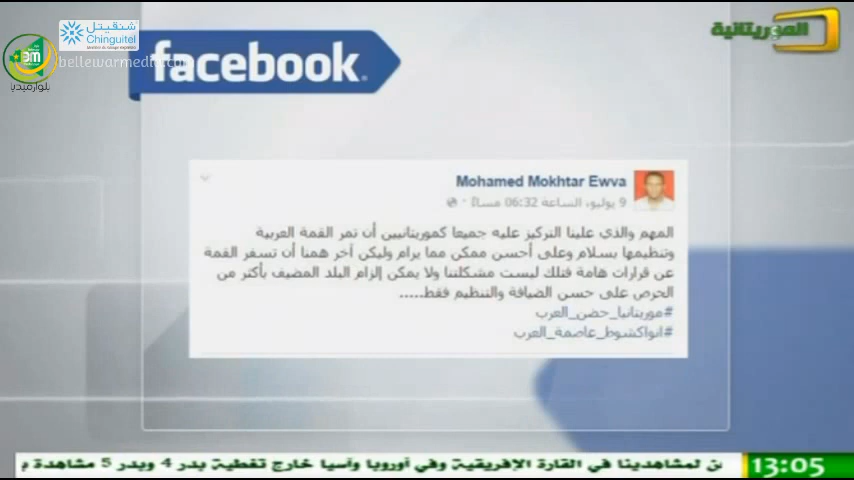 شنقيتل
Chinguitel
الموريتانية
bellewarmedia.com
بلوارميديا
facebook
Mohamed Mokhtar Ewva
9 يوليو، الساعة 06:32 مساءً ·
المهم والذي علينا التركيز عليه جميعا كموريتانيين أن تمر القمة العربية
وتنظيمها بسلام وعلى أحسن ممكن مما يرام وليكن آخر همنا أن تسفر القمة
عن قرارات هامة فتلك ليست مشكلتنا ولا يمكن إلزام البلد المضيف بأكثر من
الحرص على حسن الضيافة والتنظيم فقط.....
#موريتانيا_حضن_العرب
#انواكشوط_عاصمة_العرب
لمشاهدينا في القارة الإفريقية وفي أوروبا وآسيا خارج تغطية بدر 4 وبدر 5 مشاهدة
13:05